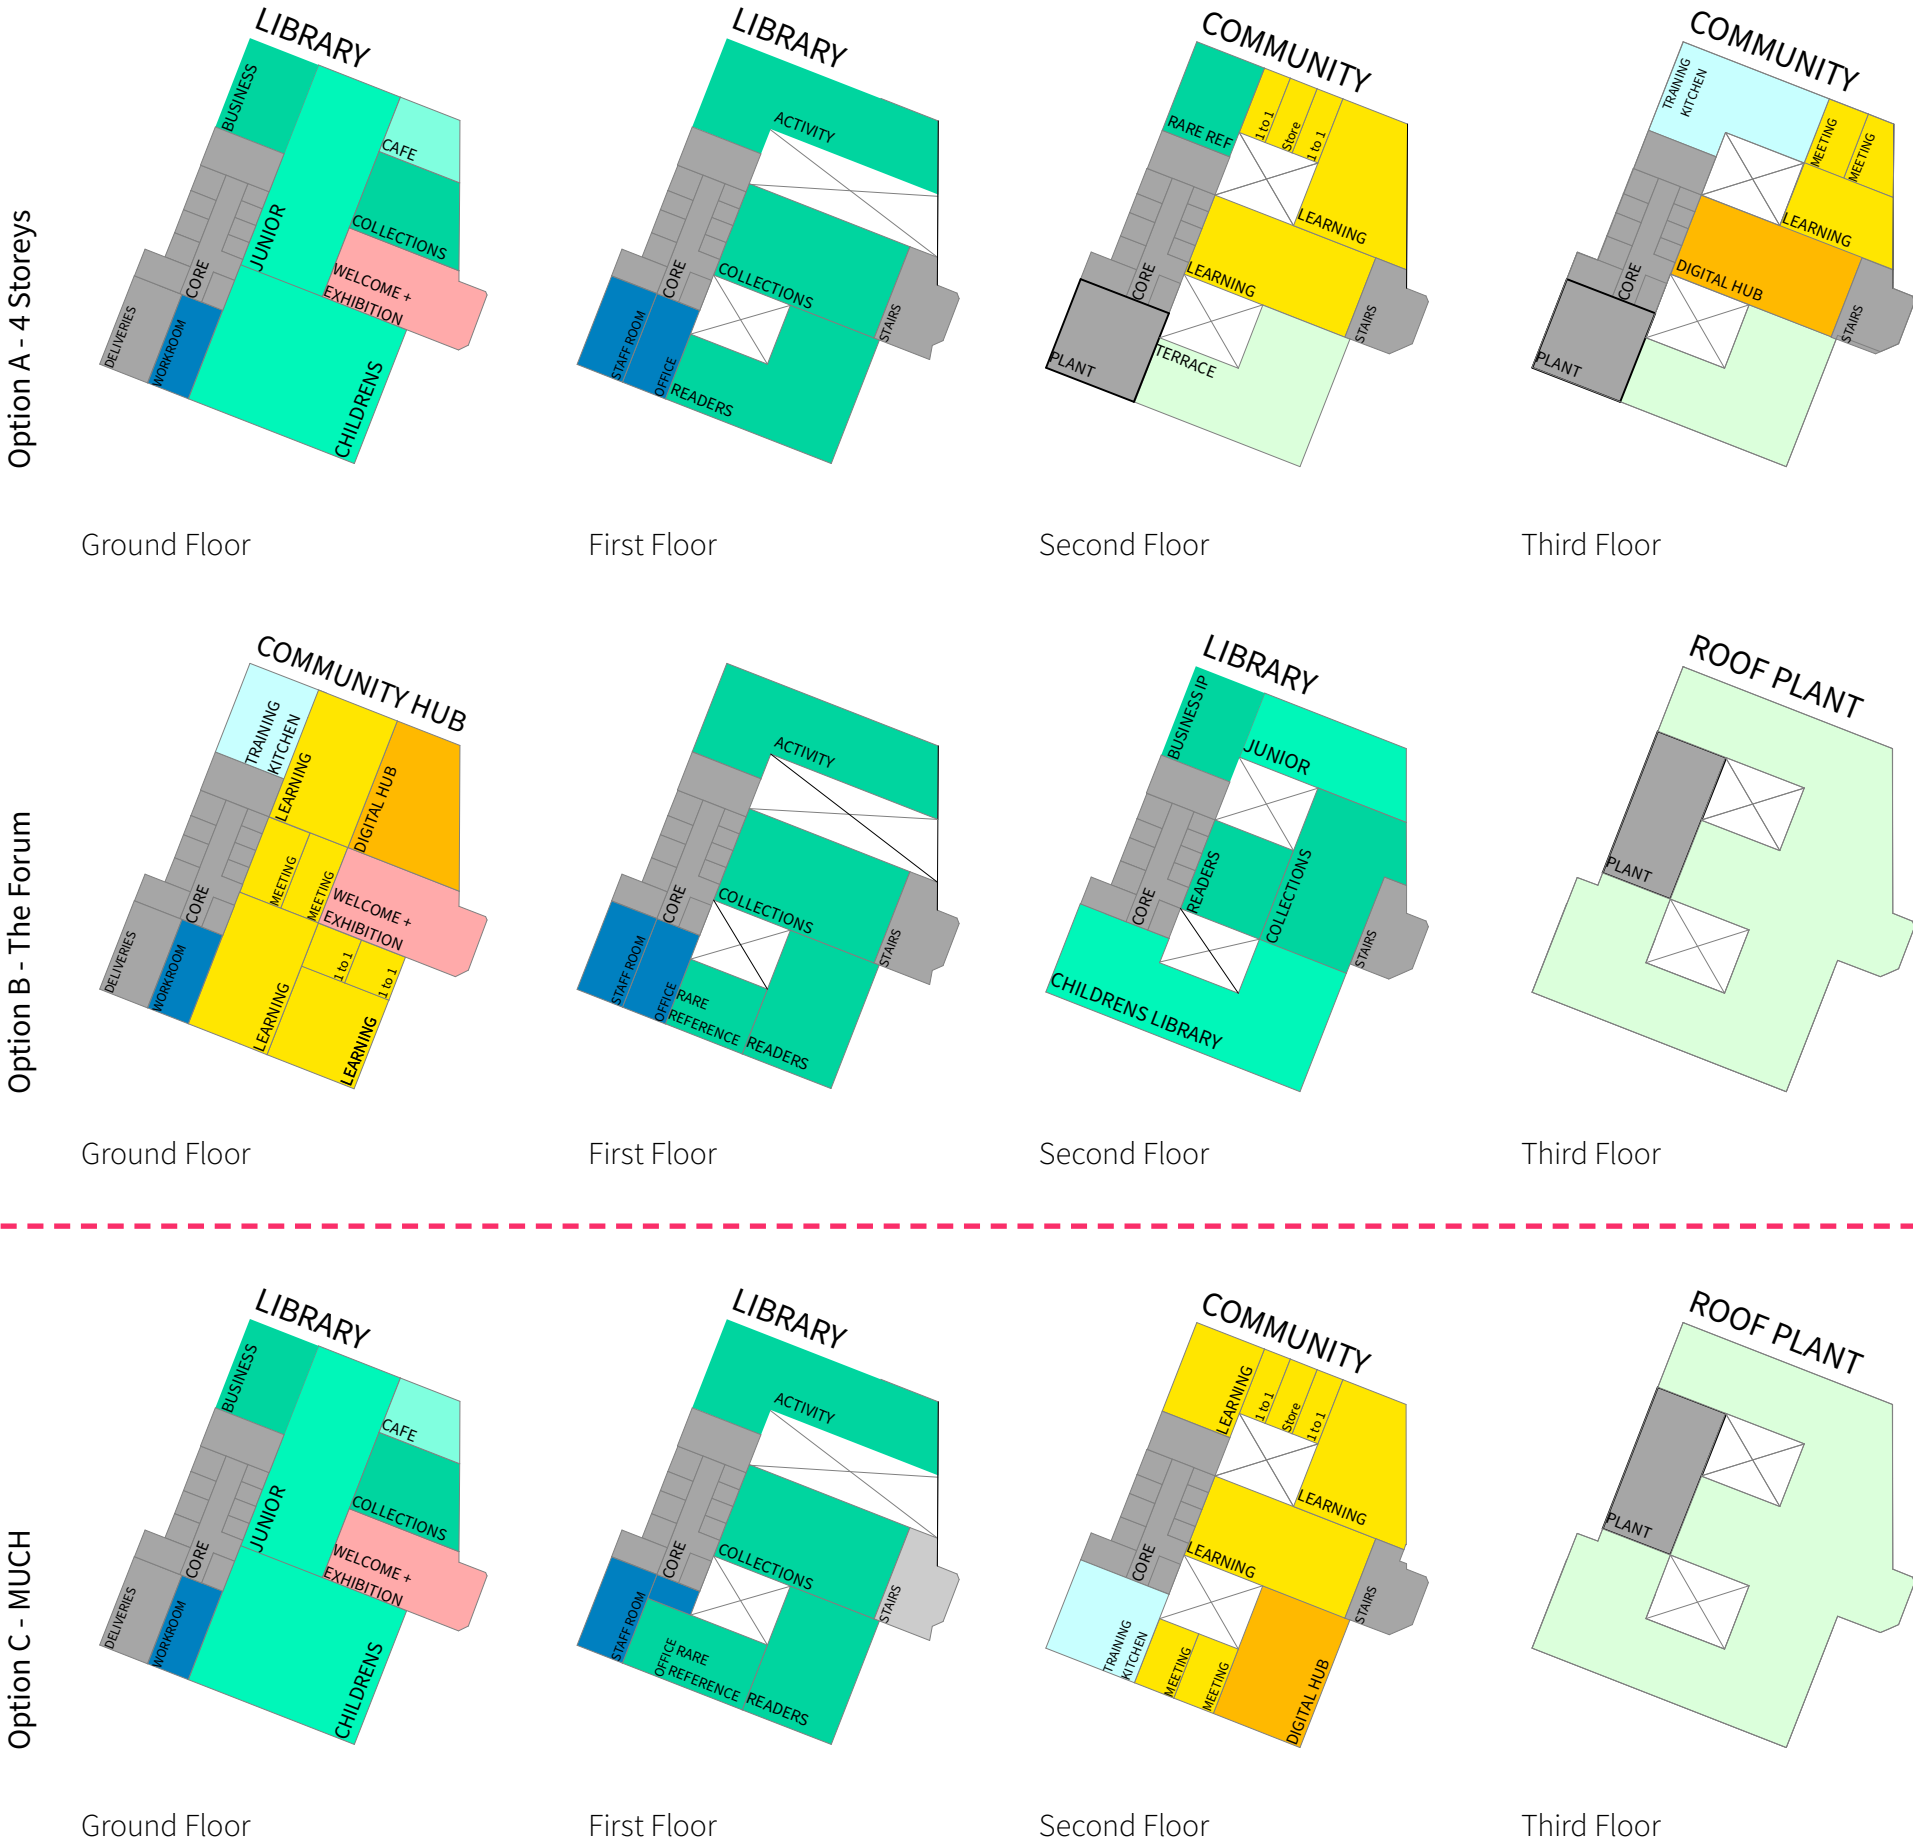 Option A - 4 Storeys
LIBRARY
BUSINESS
CAFE
COLLECTIONS
JUNIOR
WELCOME +
EXHIBITION
CORE
DELIVERIES
WORKROOM
CHILDRENS
Ground Floor
LIBRARY
ACTIVITY
COLLECTIONS
CORE
STAIRS
STAFF ROOM
OFFICE
READERS
First Floor
COMMUNITY
RARE REF
1 to 1
Store
1 to 1
LEARNING
LEARNING
CORE
STAIRS
PLANT
TERRACE
Second Floor
COMMUNITY
TRAINING
KITCHEN
MEETING
MEETING
LEARNING
DIGITAL HUB
CORE
STAIRS
PLANT
Third Floor
Option B - The Forum
COMMUNITY HUB
TRAINING
KITCHEN
LEARNING
DIGITAL HUB
MEETING
MEETING
WELCOME +
EXHIBITION
CORE
DELIVERIES
WORKROOM
1 to 1
1 to 1
LEARNING
LEARNING
Ground Floor
ACTIVITY
COLLECTIONS
CORE
STAIRS
STAFF ROOM
OFFICE
RARE
REFERENCE
READERS
First Floor
LIBRARY
BUSINESS IP
JUNIOR
READERS
COLLECTIONS
CORE
STAIRS
CHILDRENS LIBRARY
Second Floor
ROOF PLANT
PLANT
Third Floor
Option C - MUCH
LIBRARY
BUSINESS
CAFE
COLLECTIONS
JUNIOR
WELCOME +
EXHIBITION
CORE
DELIVERIES
WORKROOM
CHILDRENS
Ground Floor
LIBRARY
ACTIVITY
COLLECTIONS
CORE
STAIRS
STAFF ROOM
OFFICE
RARE
REFERENCE
READERS
First Floor
COMMUNITY
LEARNING
1 to 1
Store
1 to 1
LEARNING
LEARNING
CORE
STAIRS
TRAINING
KITCHEN
MEETING
MEETING
DIGITAL HUB
Second Floor
ROOF PLANT
PLANT
Third Floor